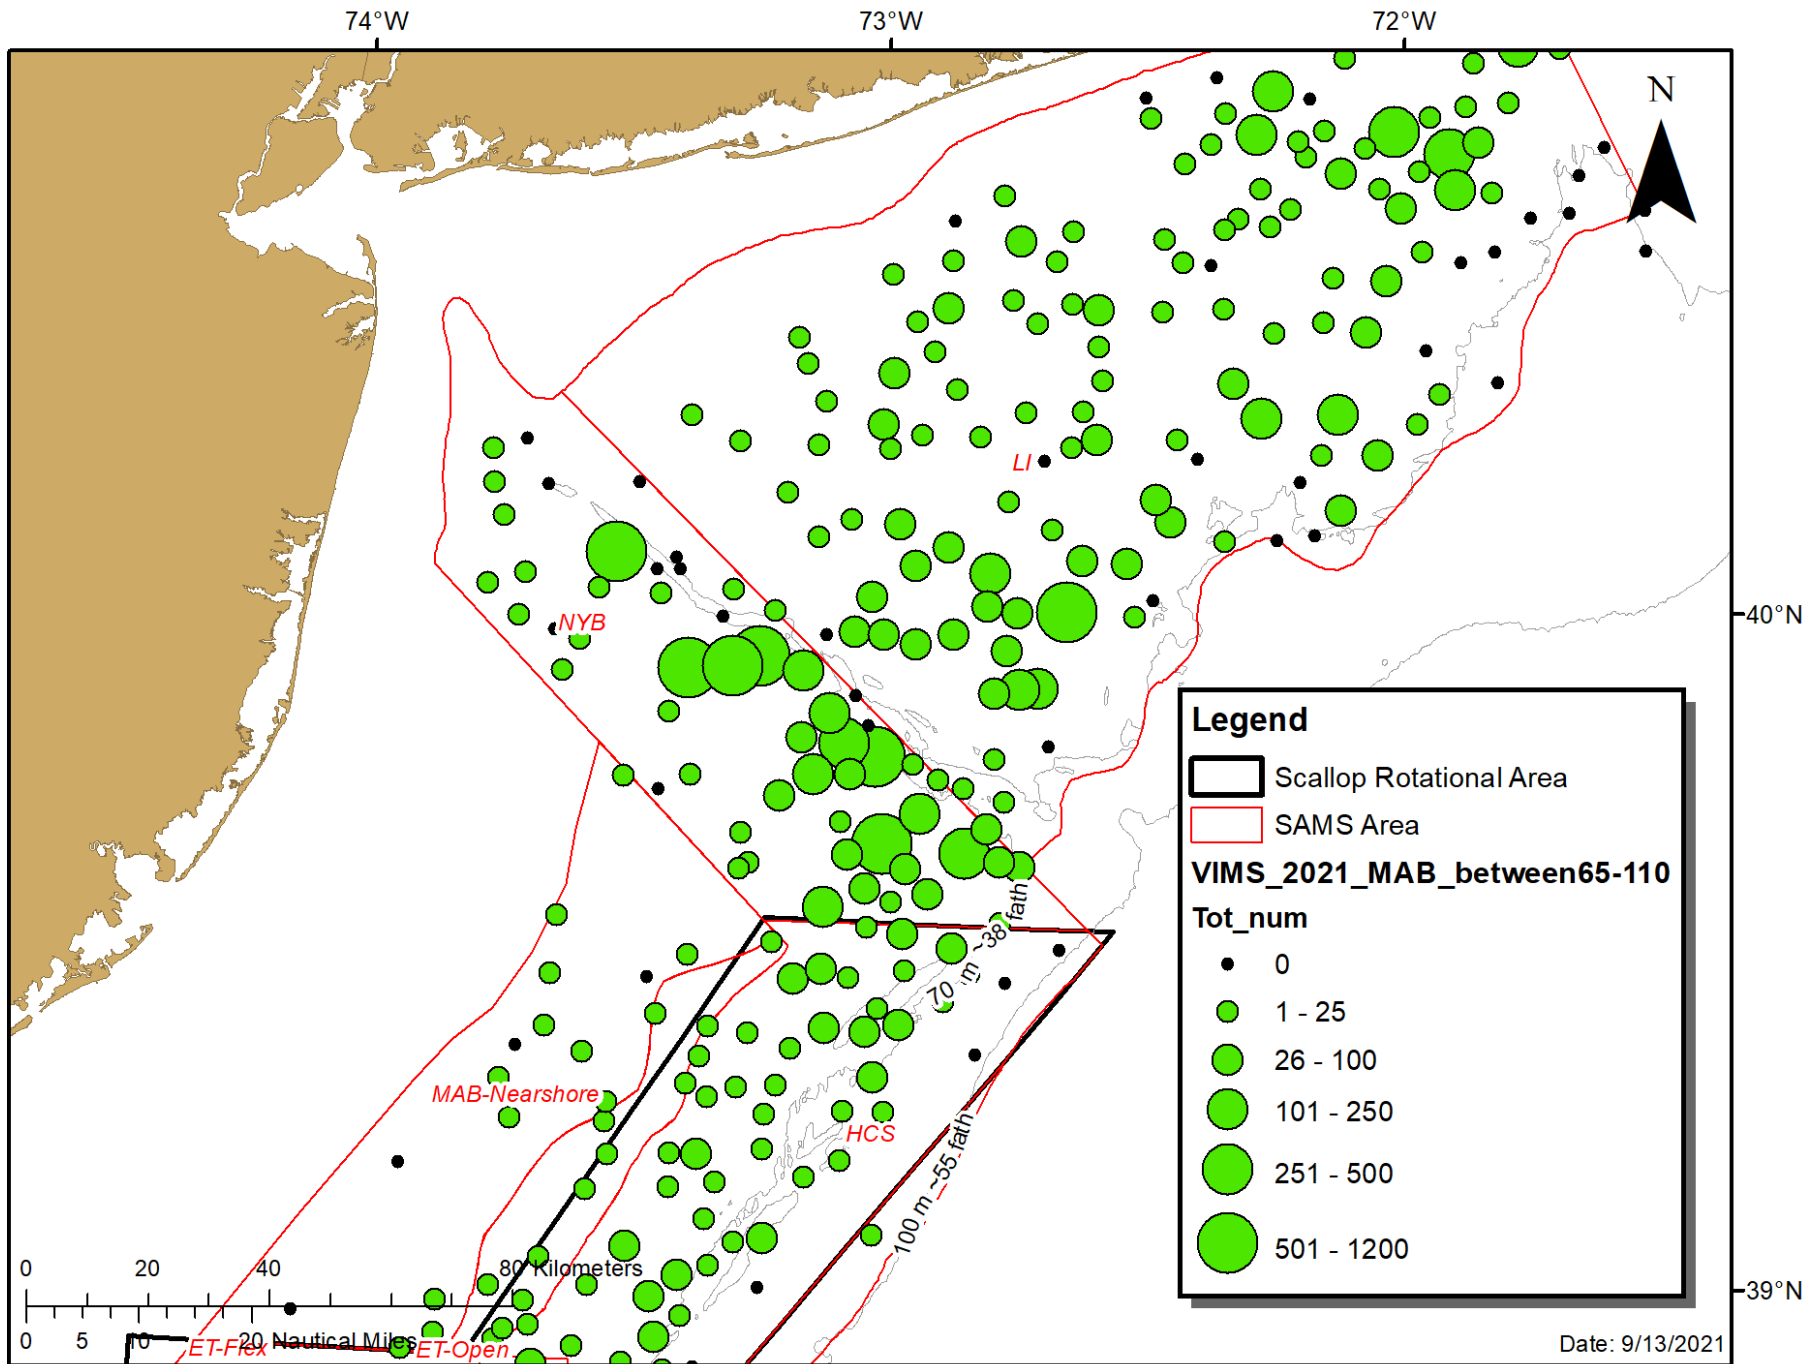 74°W 73°W 72°W
N
LI
40°N
NYB
Legend
Scallop Rotational Area
SAMS Area
VIMS_2021_MAB_between65-110
Tot_num
0
1 - 25
26 - 100
101 - 250
251 - 500
501 - 1200
70 m ~38 fath
MAB-Nearshore
HCS
100 m ~55 fath
0 20 40 80 Kilometers
39°N
0 5 10 20 Nautical Miles
ET-Flex
ET-Open
Date: 9/13/2021